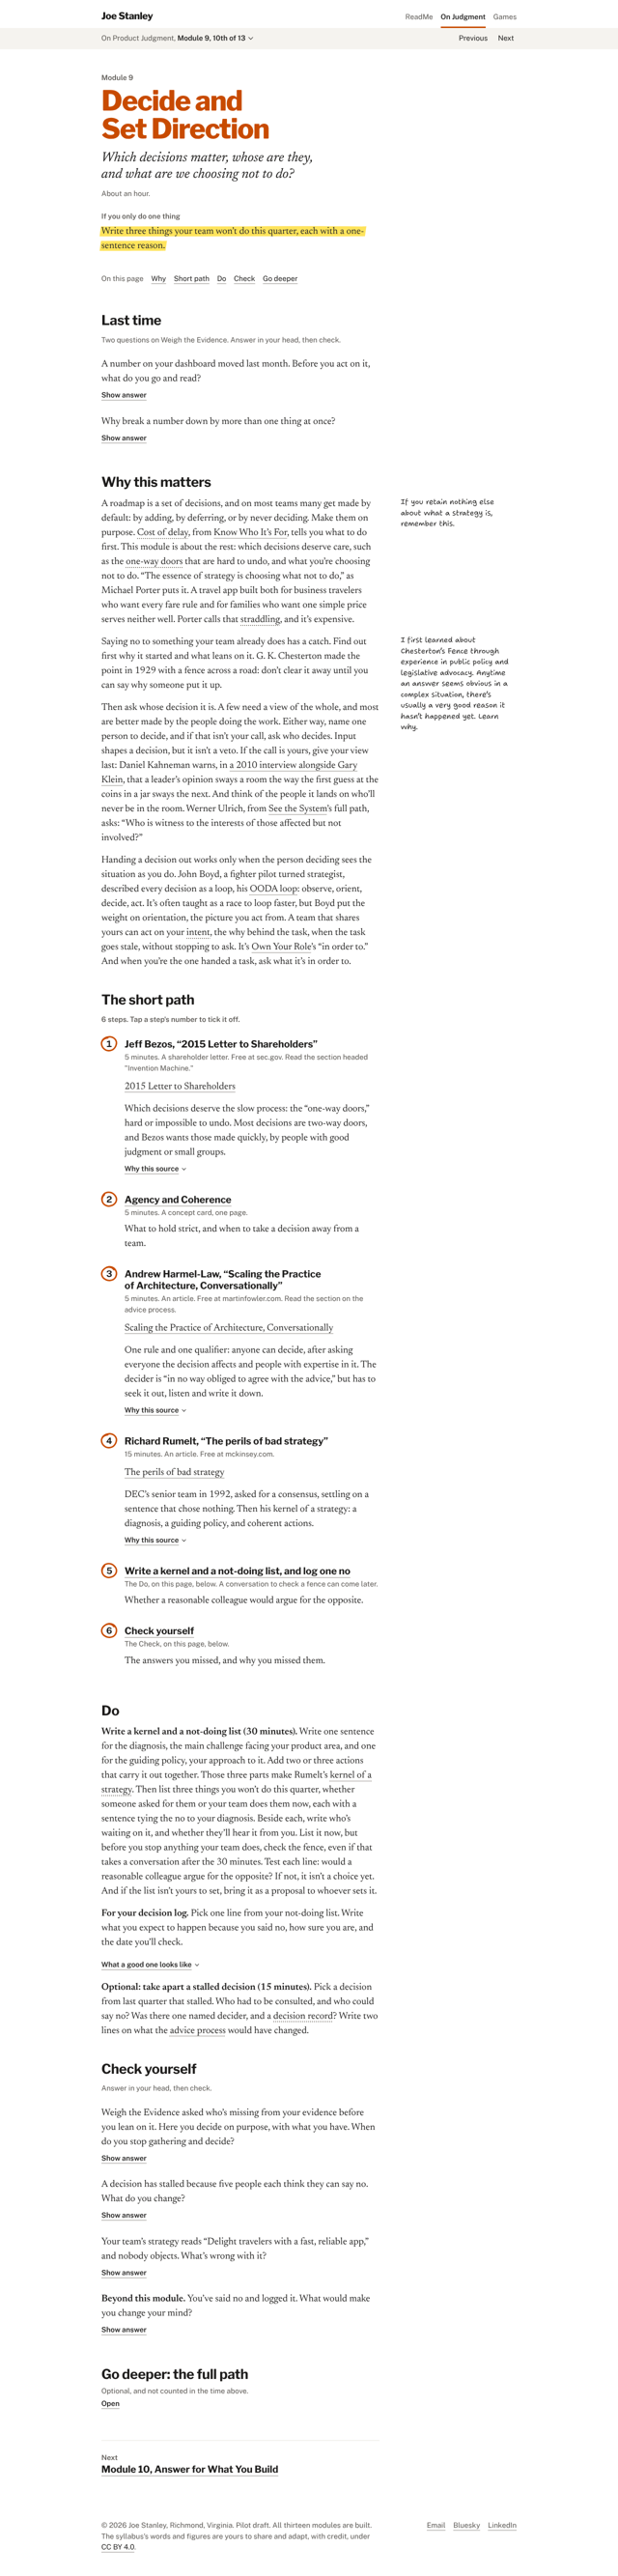 Joe Stanley
ReadMe On Judgment Games
On Product Judgment, Module 9, 10th of 13
Previous Next
Module 9
Decide and
Set Direction
Which decisions matter, whose are they,
and what are we choosing not to do?
About an hour.
If you only do one thing
Write three things your team won’t do this quarter, each with a one-
sentence reason.
On this page Why Short path Do Check Go deeper
Last time
Two questions on Weigh the Evidence. Answer in your head, then check.
A number on your dashboard moved last month. Before you act on it,
what do you go and read?
Show answer
Why break a number down by more than one thing at once?
Show answer
Why this matters
A roadmap is a set of decisions, and on most teams many get made by
default: by adding, by deferring, or by never deciding. Make them on
purpose. Cost of delay, from Know Who It’s For, tells you what to do
first. This module is about the rest: which decisions deserve care, such
as the one-way doors that are hard to undo, and what you’re choosing
not to do. “The essence of strategy is choosing what not to do,” as
Michael Porter puts it. A travel app built both for business travelers
who want every fare rule and for families who want one simple price
serves neither well. Porter calls that straddling, and it’s expensive.
If you retain nothing else
about what a strategy is,
remember this.
Saying no to something your team already does has a catch. Find out
first why it started and what leans on it. G. K. Chesterton made the
point in 1929 with a fence across a road: don’t clear it away until you
can say why someone put it up.
I first learned about
Chesterton’s Fence through
experience in public policy and
legislative advocacy. Anytime
an answer seems obvious in a
complex situation, there’s
usually a very good reason it
hasn’t happened yet. Learn
why.
Then ask whose decision it is. A few need a view of the whole, and most
are better made by the people doing the work. Either way, name one
person to decide, and if that isn’t your call, ask who decides. Input
shapes a decision, but it isn’t a veto. If the call is yours, give your view
last: Daniel Kahneman warns, in a 2010 interview alongside Gary
Klein, that a leader’s opinion sways a room the way the first guess at the
coins in a jar sways the next. And think of the people it lands on who’ll
never be in the room. Werner Ulrich, from See the System’s full path,
asks: “Who is witness to the interests of those affected but not
involved?”
Handing a decision out works only when the person deciding sees the
situation as you do. John Boyd, a fighter pilot turned strategist,
described every decision as a loop, his OODA loop: observe, orient,
decide, act. It’s often taught as a race to loop faster, but Boyd put the
weight on orientation, the picture you act from. A team that shares
yours can act on your intent, the why behind the task, when the task
goes stale, without stopping to ask. It’s Own Your Role’s “in order to.”
And when you’re the one handed a task, ask what it’s in order to.
The short path
6 steps. Tap a step’s number to tick it off.
1 Jeff Bezos, “2015 Letter to Shareholders”
5 minutes. A shareholder letter. Free at sec.gov. Read the section headed
"Invention Machine."
2015 Letter to Shareholders
Which decisions deserve the slow process: the “one-way doors,”
hard or impossible to undo. Most decisions are two-way doors,
and Bezos wants those made quickly, by people with good
judgment or small groups.
Why this source
2 Agency and Coherence
5 minutes. A concept card, one page.
What to hold strict, and when to take a decision away from a
team.
3 Andrew Harmel-Law, “Scaling the Practice
of Architecture, Conversationally”
5 minutes. An article. Free at martinfowler.com. Read the section on the
advice process.
Scaling the Practice of Architecture, Conversationally
One rule and one qualifier: anyone can decide, after asking
everyone the decision affects and people with expertise in it. The
decider is “in no way obliged to agree with the advice,” but has to
seek it out, listen and write it down.
Why this source
4 Richard Rumelt, “The perils of bad strategy”
15 minutes. An article. Free at mckinsey.com.
The perils of bad strategy
DEC’s senior team in 1992, asked for a consensus, settling on a
sentence that chose nothing. Then his kernel of a strategy: a
diagnosis, a guiding policy, and coherent actions.
Why this source
5 Write a kernel and a not-doing list, and log one no
The Do, on this page, below. A conversation to check a fence can come later.
Whether a reasonable colleague would argue for the opposite.
6 Check yourself
The Check, on this page, below.
The answers you missed, and why you missed them.
Do
Write a kernel and a not-doing list (30 minutes). Write one sentence
for the diagnosis, the main challenge facing your product area, and one
for the guiding policy, your approach to it. Add two or three actions
that carry it out together. Those three parts make Rumelt’s kernel of a
strategy. Then list three things you won’t do this quarter, whether
someone asked for them or your team does them now, each with a
sentence tying the no to your diagnosis. Beside each, write who’s
waiting on it, and whether they’ll hear it from you. List it now, but
before you stop anything your team does, check the fence, even if that
takes a conversation after the 30 minutes. Test each line: would a
reasonable colleague argue for the opposite? If not, it isn’t a choice yet.
And if the list isn’t yours to set, bring it as a proposal to whoever sets it.
For your decision log. Pick one line from your not-doing list. Write
what you expect to happen because you said no, how sure you are, and
the date you’ll check.
What a good one looks like
Optional: take apart a stalled decision (15 minutes). Pick a decision
from last quarter that stalled. Who had to be consulted, and who could
say no? Was there one named decider, and a decision record? Write two
lines on what the advice process would have changed.
Check yourself
Answer in your head, then check.
Weigh the Evidence asked who’s missing from your evidence before
you lean on it. Here you decide on purpose, with what you have. When
do you stop gathering and decide?
Show answer
A decision has stalled because five people each think they can say no.
What do you change?
Show answer
Your team’s strategy reads “Delight travelers with a fast, reliable app,”
and nobody objects. What’s wrong with it?
Show answer
Beyond this module. You’ve said no and logged it. What would make
you change your mind?
Show answer
Go deeper: the full path
Optional, and not counted in the time above.
Open
Next
Module 10, Answer for What You Build
© 2026 Joe Stanley, Richmond, Virginia. Pilot draft. All thirteen modules are built.
The syllabus’s words and figures are yours to share and adapt, with credit, under
CC BY 4.0.
Email Bluesky LinkedIn